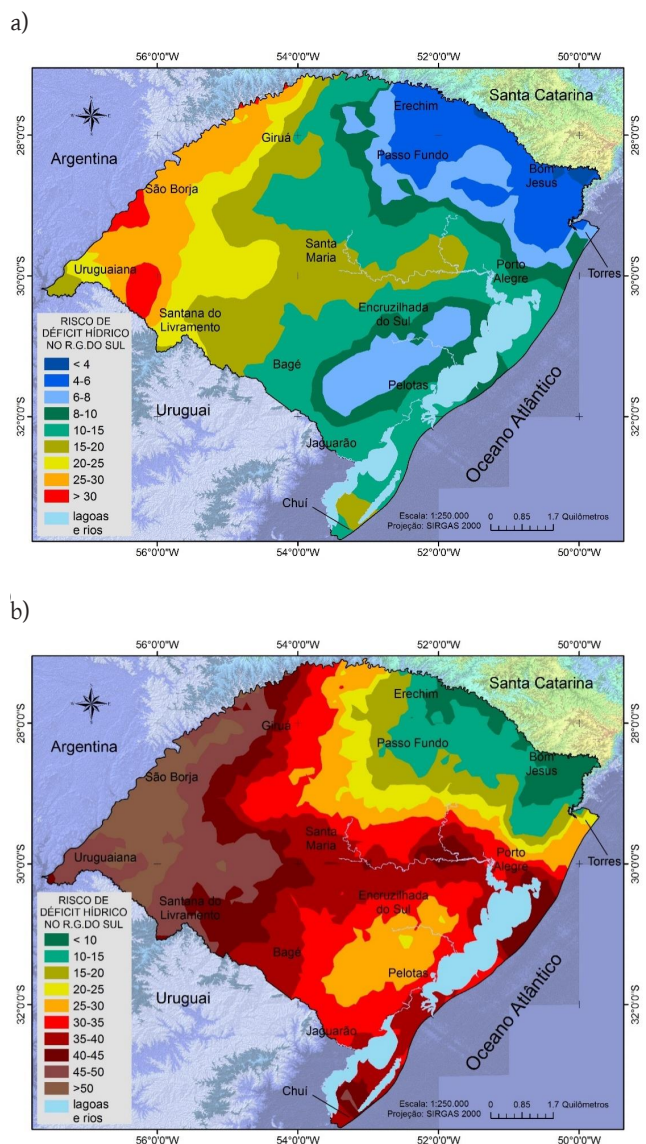 a)
56°0'0"W 54°0'0"W 52°0'0"W 50°0'0"W
Santa Catarina
Erechim
28°0'0"S
28°0'0"S
Giruá
Argentina
Passo Fundo
Bom
Jesus
São Borja
Santa
Maria
Uruguaiana
Porto
Alegre
Torres
30°0'0"S
30°0'0"S
Santana do
Livramento
Encruzilhada
do Sul
RISCO DE
DÉFICIT HÍDRICO
NO R.G.DO SUL
< 4
4-6
6-8
8-10
10-15
15-20
20-25
25-30
> 30
lagoas
e rios
Bagé
Pelotas
Uruguai
32°0'0"S
32°0'0"S
Jaguarão
Oceano Atlântico
Chuí
Escala: 1:250.000
Projeção: SIRGAS 2000
0 0.85 1.7 Quilômetros
56°0'0"W 54°0'0"W 52°0'0"W 50°0'0"W
b)
56°0'0"W 54°0'0"W 52°0'0"W 50°0'0"W
Santa Catarina
Erechim
28°0'0"S
28°0'0"S
Giruá
Argentina
Passo Fundo
Bom
Jesus
São Borja
Santa
Maria
Uruguaiana
Porto
Alegre
Torres
30°0'0"S
30°0'0"S
Santana do
Livramento
Encruzilhada
do Sul
RISCO DE
DÉFICIT HÍDRICO
NO R.G.DO SUL
< 10
10-15
15-20
20-25
25-30
30-35
35-40
40-45
45-50
>50
lagoas
e rios
Bagé
Pelotas
Uruguai
32°0'0"S
32°0'0"S
Jaguarão
Oceano Atlântico
Chuí
Escala: 1:250.000
Projeção: SIRGAS 2000
0 0.85 1.7 Quilômetros
56°0'0"W 54°0'0"W 52°0'0"W 50°0'0"W